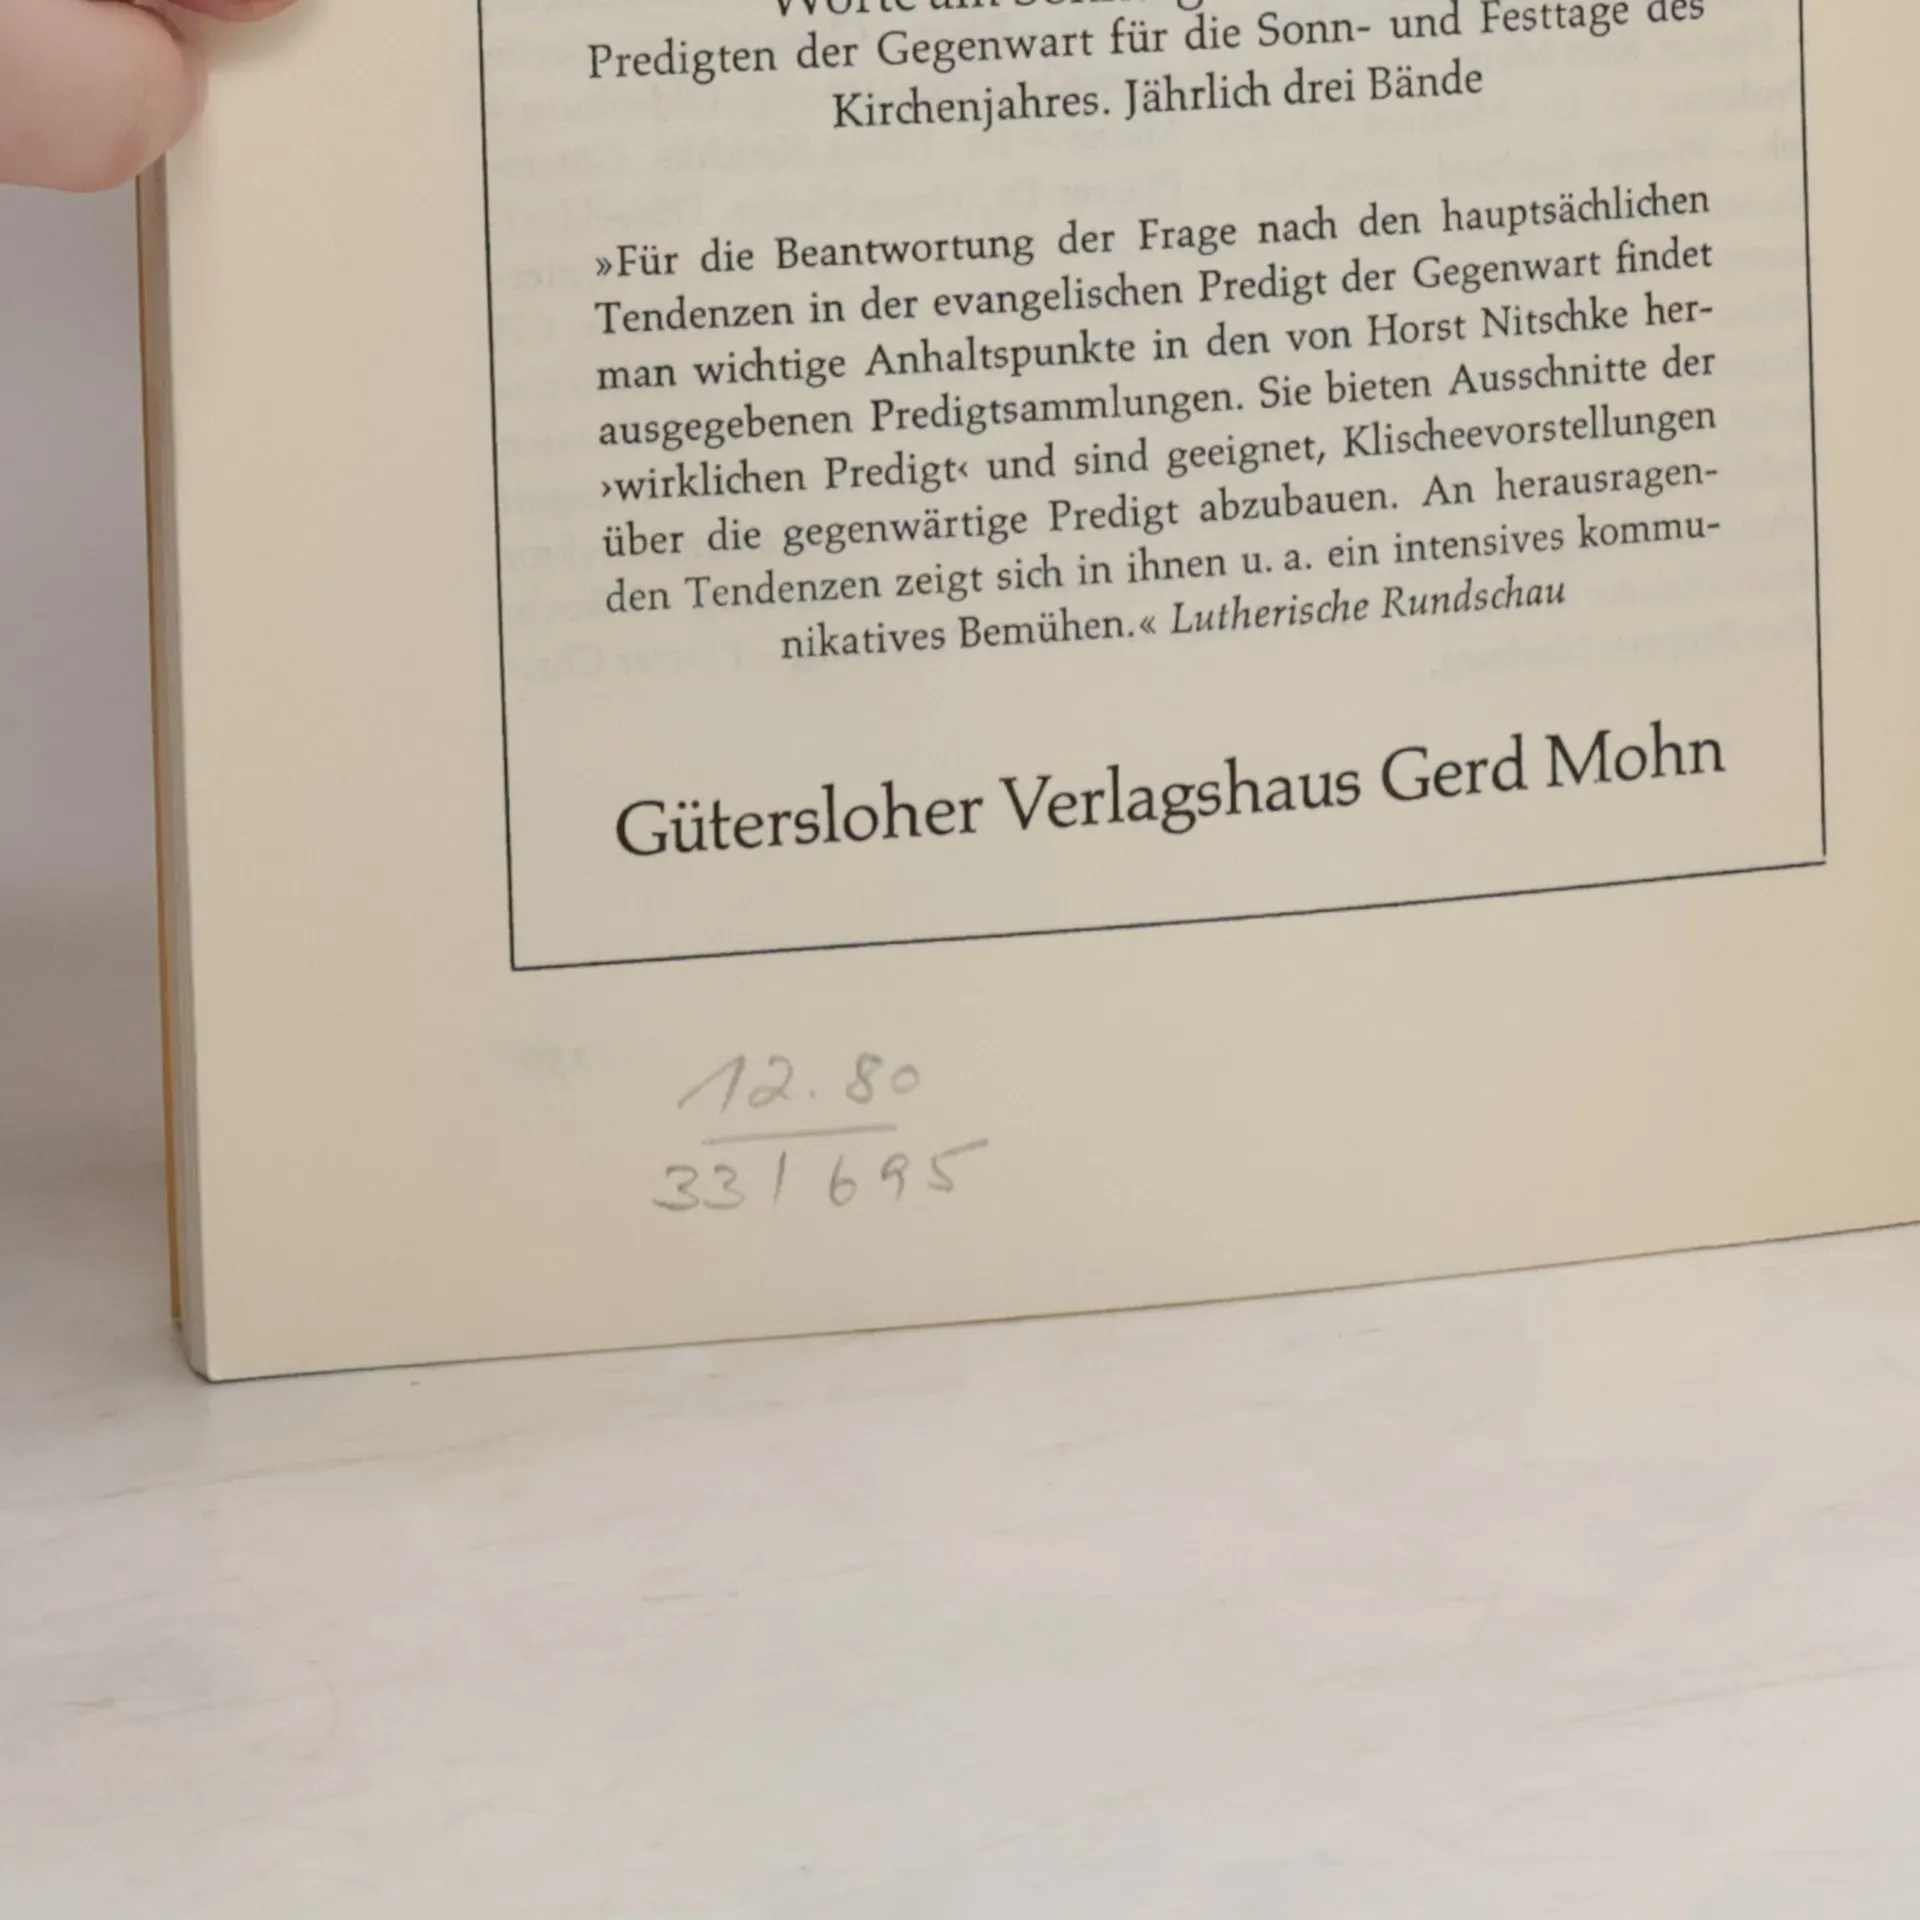 Predigten der Gegenwart für die Sonn- und Festtage des
Kirchenjahres. Jährlich drei Bände
»Für die Beantwortung der Frage nach den hauptsächlichen
Tendenzen in der evangelischen Predigt der Gegenwart findet
man wichtige Anhaltspunkte in den von Horst Nitschke her-
ausgegebenen Predigtsammlungen. Sie bieten Ausschnitte der
›wirklichen Predigt‹ und sind geeignet, Klischeevorstellungen
über die gegenwärtige Predigt abzubauen. An herausragen-
den Tendenzen zeigt sich in ihnen u. a. ein intensives kommu-
nikatives Bemühen.« Lutherische Rundschau
Gütersloher Verlagshaus Gerd Mohn
12.80
331695